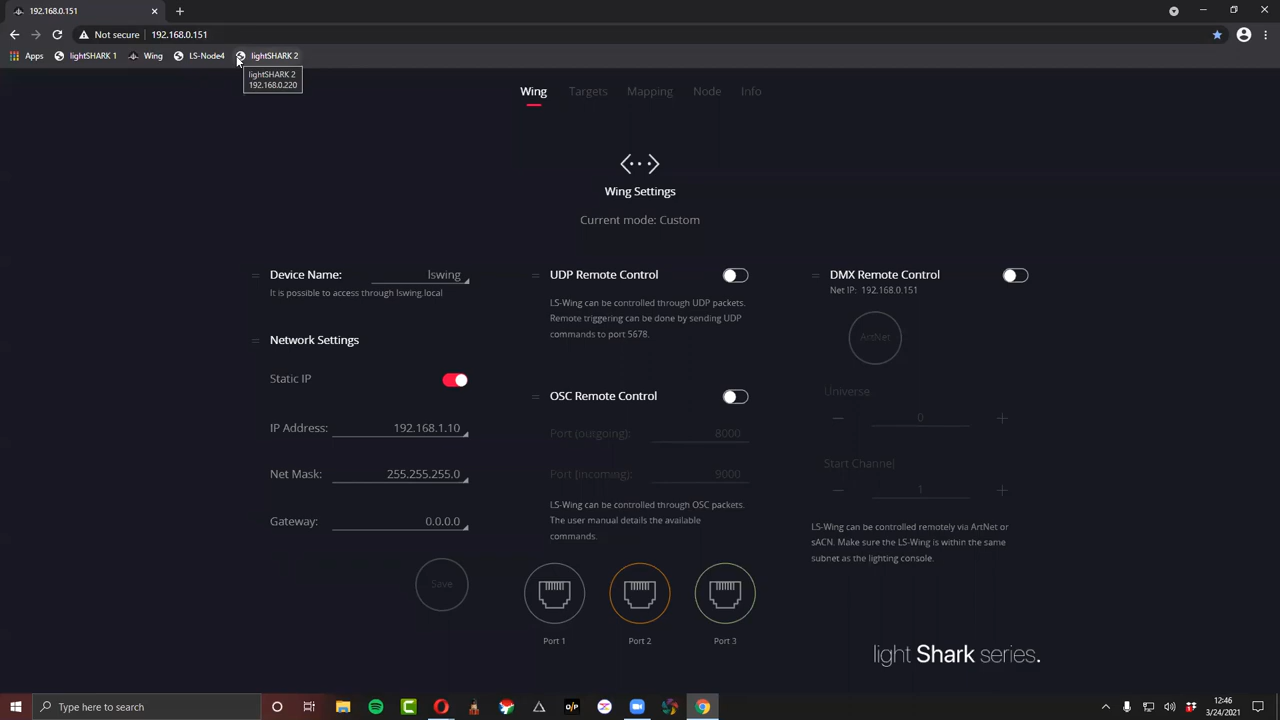 192.168.0.151
Not secure
192.168.0.151
Apps
lightSHARK 1
Wing
LS-Node4
lightSHARK 2
lightSHARK 2
192.168.0.220
Wing
Targets
Mapping
Node
Info
Wing Settings
Current mode: Custom
Device Name:
lswing
It is possible to access through lswing.local
Network Settings
Static IP
IP Address:
192.168.1.10
Net Mask:
255.255.255.0
Gateway:
0.0.0.0
Save
UDP Remote Control
LS-Wing can be controlled through UDP packets.
Remote triggering can be done by sending UDP
commands to port 5678.
OSC Remote Control
Port (outgoing):
8000
Port (incoming):
9000
LS-Wing can be controlled through OSC packets.
The user manual details the available
commands.
Port 1
Port 2
Port 3
DMX Remote Control
Net IP: 192.168.0.151
ArtNet
Universe
0
Start Channel
1
LS-Wing can be controlled remotely via ArtNet or
sACN. Make sure the LS-Wing is within the same
subnet as the lighting console.
light Shark series.
Type here to search
12:46
3/24/2021